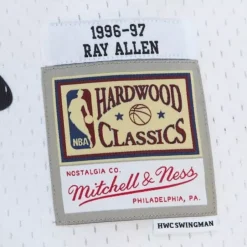 1996-97
RAY ALLEN
HARDWOOD
NBA
CLASSICS
NOSTALGIA CO.
Mitchell & Ness
PHILADELPHIA, PA.
HWCSWINGMAN